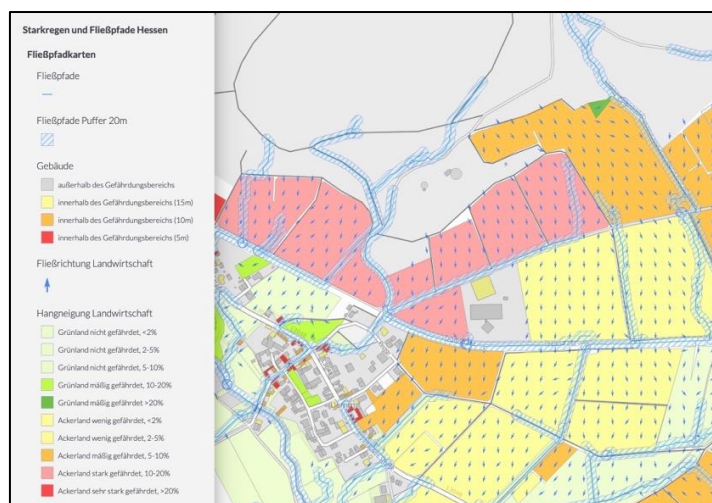 Starkregen und Fließpfade Hessen
Fließpfadkarten
Fließpfade
Fließpfade Puffer 20m
Gebäude
außerhalb des Gefährdungsbereichs
innerhalb des Gefährdungsbereichs (15m)
innerhalb des Gefährdungsbereichs (10m)
innerhalb des Gefährdungsbereichs (5m)
Fließrichtung Landwirtschaft
Hangneigung Landwirtschaft
Grünland nicht gefährdet, <2%
Grünland nicht gefährdet, 2-5%
Grünland nicht gefährdet, 5-10%
Grünland mäßig gefährdet, 10-20%
Grünland mäßig gefährdet >20%
Ackerland wenig gefährdet, <2%
Ackerland wenig gefährdet, 2-5%
Ackerland mäßig gefährdet, 5-10%
Ackerland stark gefährdet, 10-20%
Ackerland sehr stark gefährdet, >20%